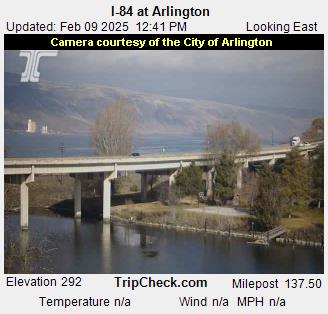 I-84 at Arlington
Updated: Feb 09 2025 12:41 PM Looking East
Camera courtesy of the City of Arlington
Elevation 292 TripCheck.com Milepost 137.50
Temperature n/a Wind n/a MPH n/a